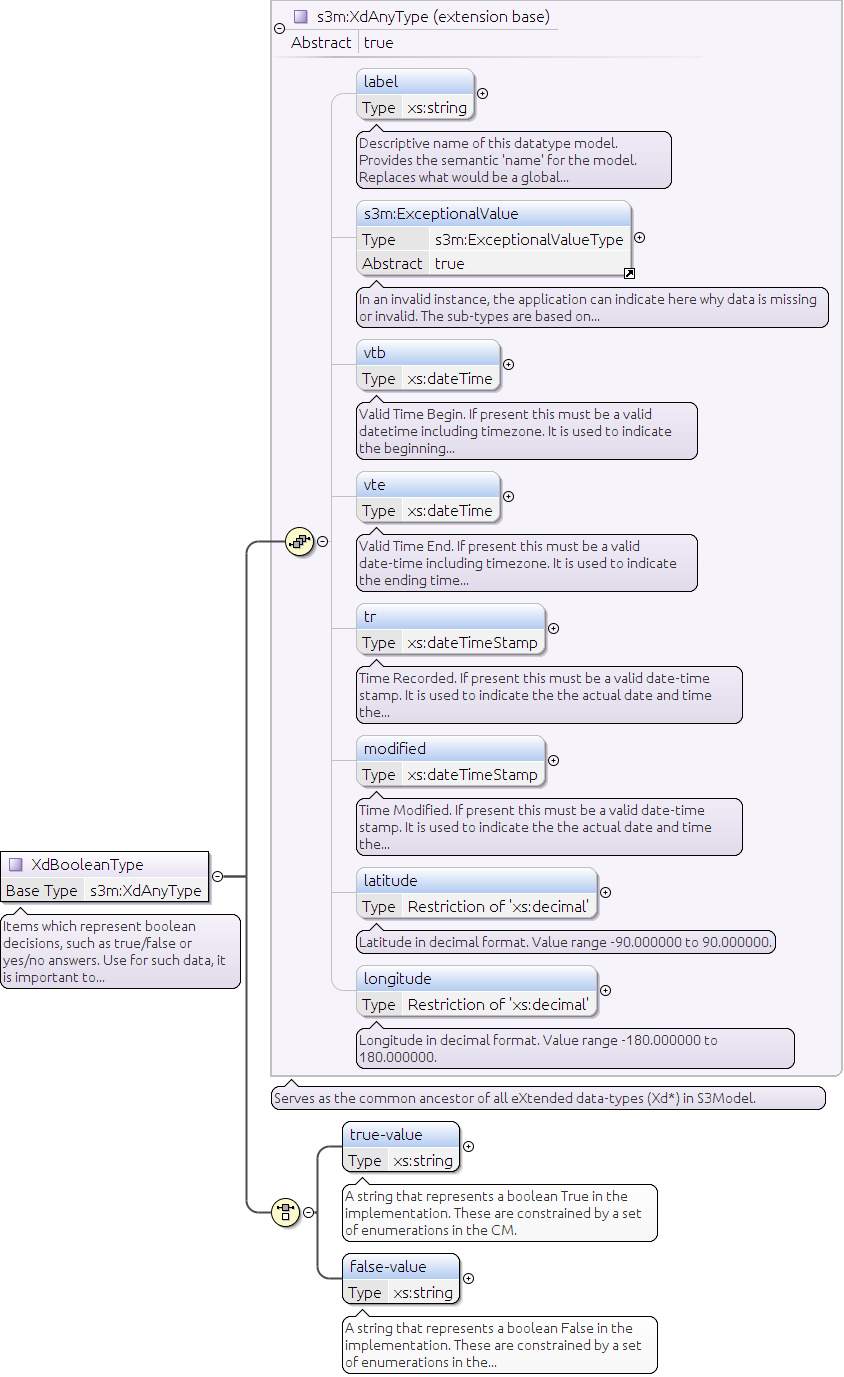 s3m:XdAnyType (extension base)
Abstract true
label
Type xs:string
Descriptive name of this datatype model.
Provides the semantic 'name' for the model.
Replaces what would be a global...
s3m:ExceptionalValue
Type s3m:ExceptionalValueType
Abstract true
In an invalid instance, the application can indicate here why data is missing
or invalid. The sub-types are based on...
vtb
Type xs:dateTime
Valid Time Begin. If present this must be a valid
datetime including timezone. It is used to indicate
the beginning...
vte
Type xs:dateTime
Valid Time End. If present this must be a valid
date-time including timezone. It is used to indicate
the ending time...
tr
Type xs:dateTimeStamp
Time Recorded. If present this must be a valid date-time
stamp. It is used to indicate the the actual date and time
the...
modified
Type xs:dateTimeStamp
Time Modified. If present this must be a valid date-time
stamp. It is used to indicate the the actual date and time
the...
XdBooleanType
Base Type s3m:XdAnyType
Items which represent boolean
decisions, such as true/false or
yes/no answers. Use for such data, it
is important to...
latitude
Type Restriction of 'xs:decimal'
Latitude in decimal format. Value range -90.000000 to 90.000000.
longitude
Type Restriction of 'xs:decimal'
Longitude in decimal format. Value range -180.000000 to
180.000000.
Serves as the common ancestor of all eXtended data-types (Xd*) in S3Model.
true-value
Type xs:string
A string that represents a boolean True in the
implementation. These are constrained by a set
of enumerations in the CM.
false-value
Type xs:string
A string that represents a boolean False in the
implementation. These are constrained by a set
of enumerations in the...